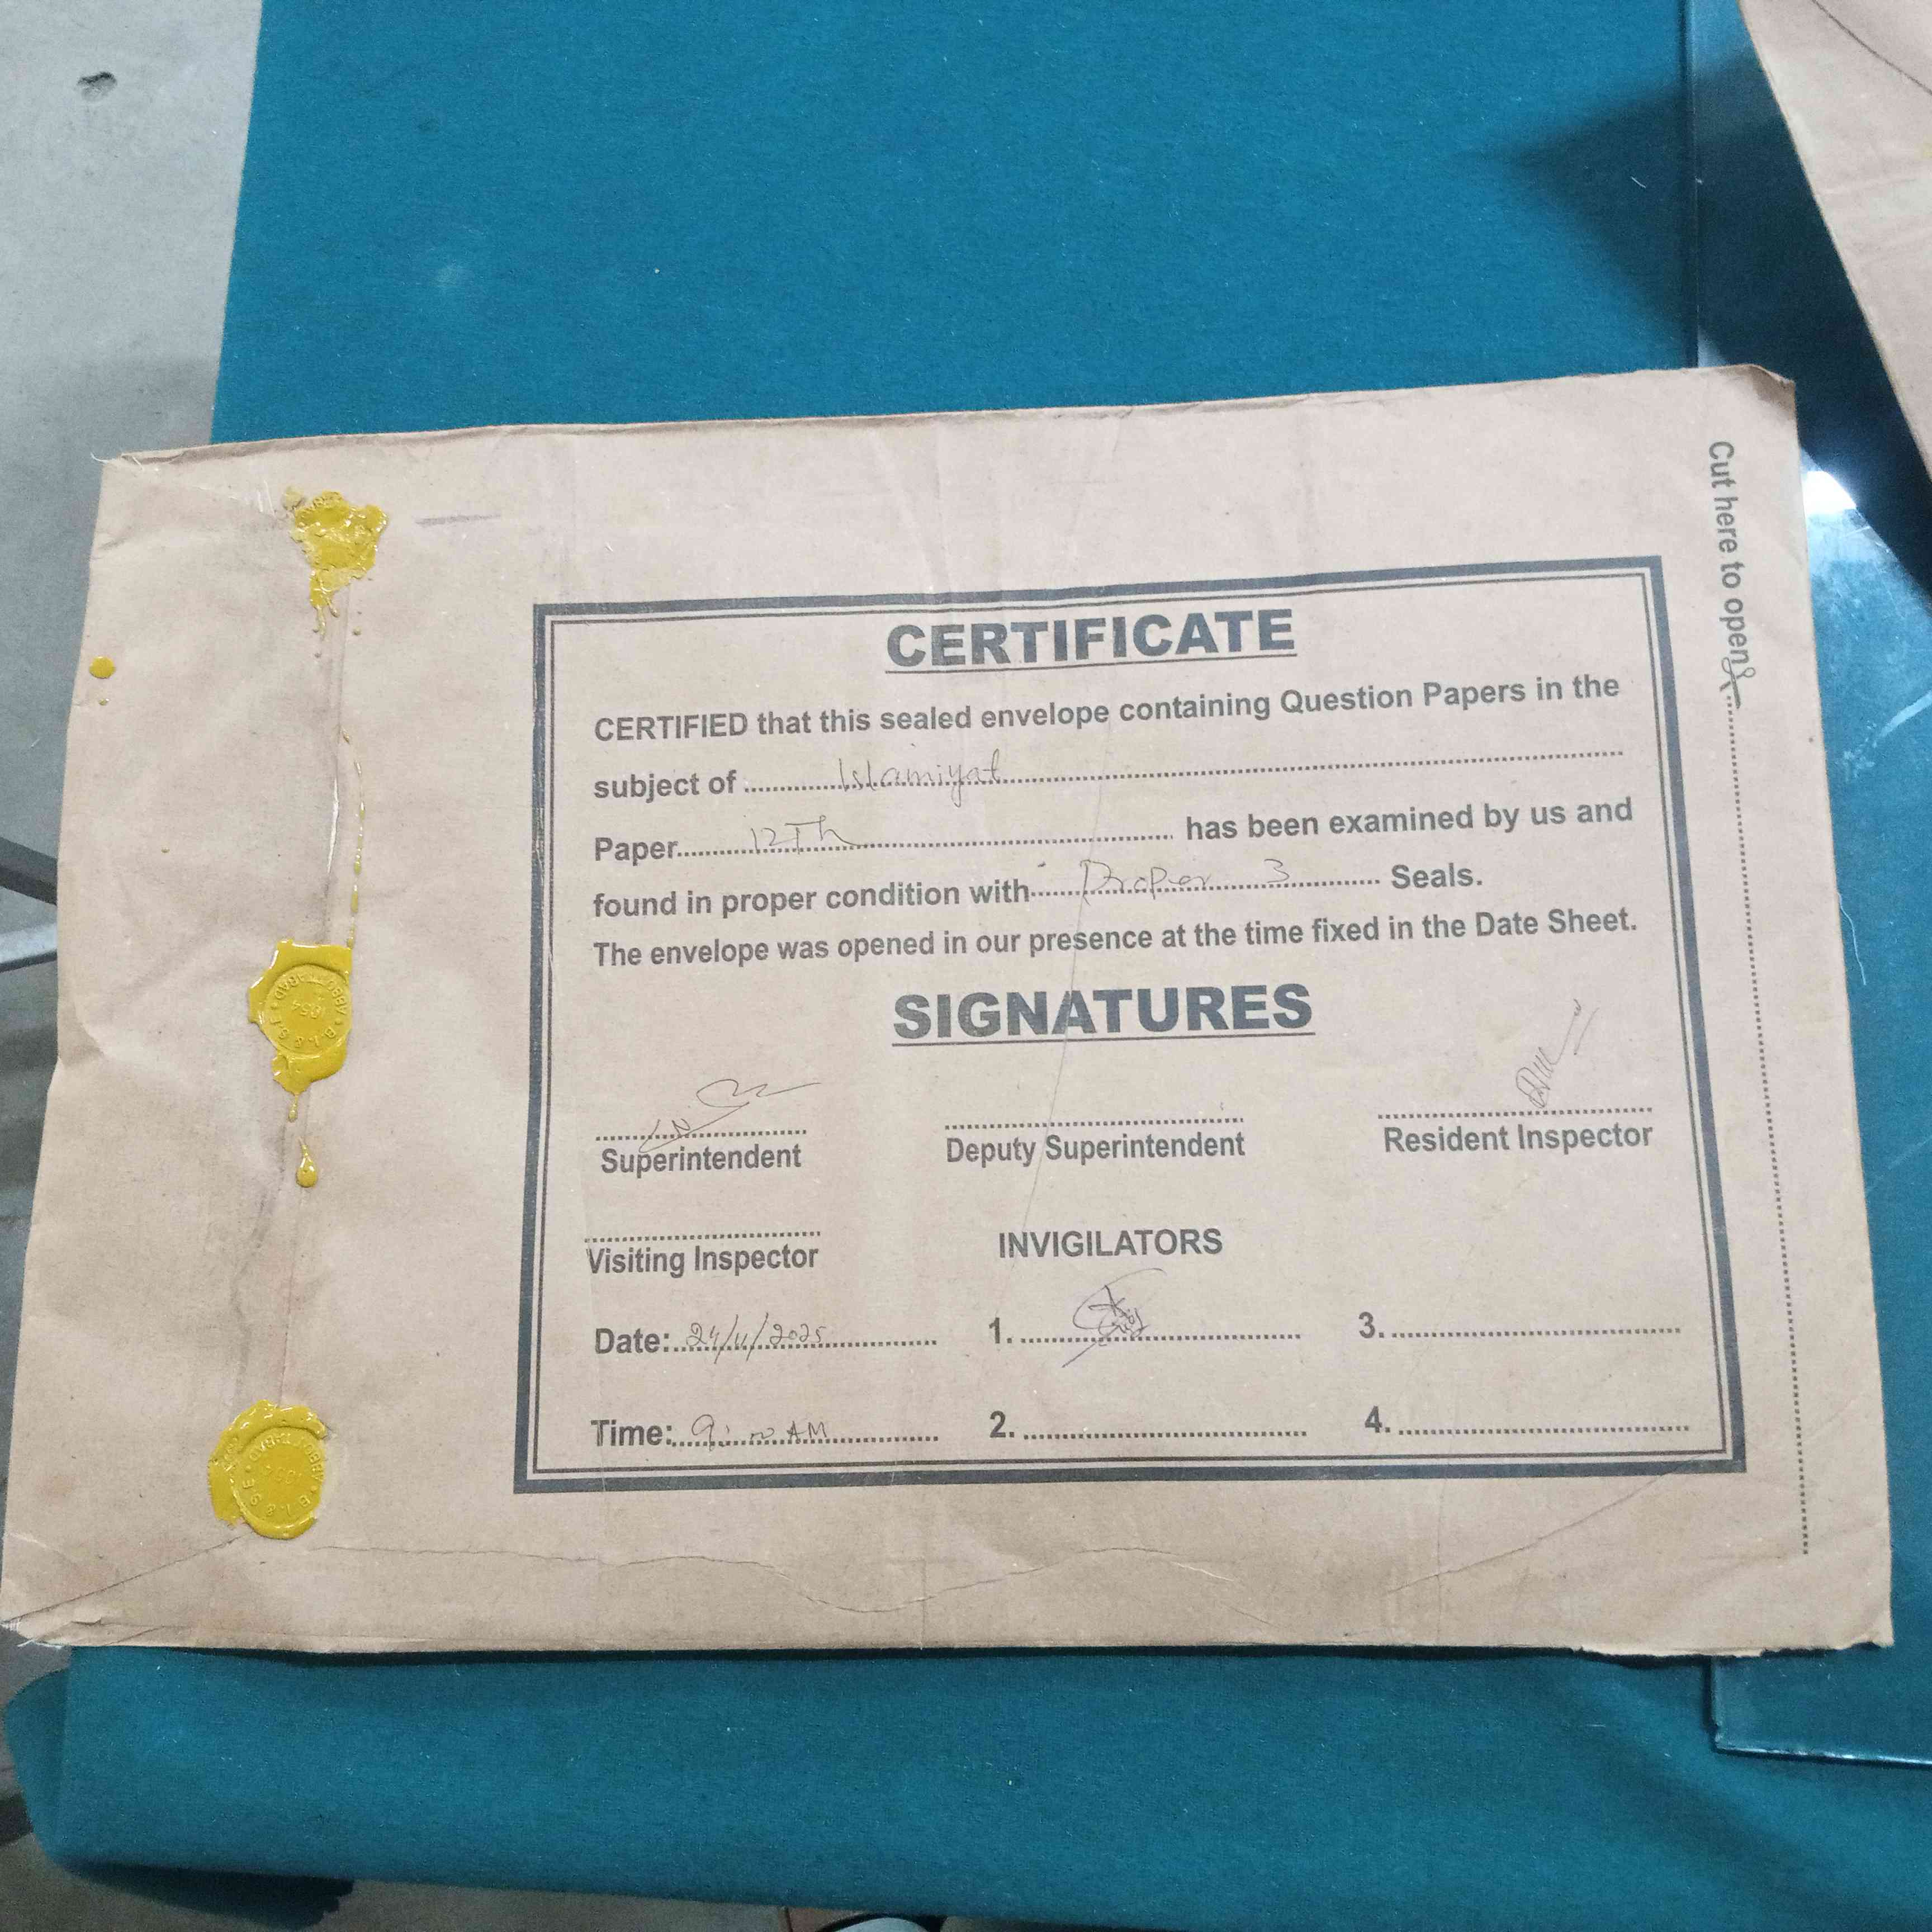 Cut here to open
CERTIFICATE
CERTIFIED that this sealed envelope containing Question Papers in the
subject of Islamiyat
Paper 12Th has been examined by us and
found in proper condition with Proper 3 Seals.
The envelope was opened in our presence at the time fixed in the Date Sheet.
SIGNATURES
Superintendent
Deputy Superintendent
Resident Inspector
Visiting Inspector
INVIGILATORS
Date: 24/11/2025
1.
3.
Time: 9:00 AM
2.
4.
B.I.&S.E ABBOTTABAD
B.I.&S.E ABBOTTABAD